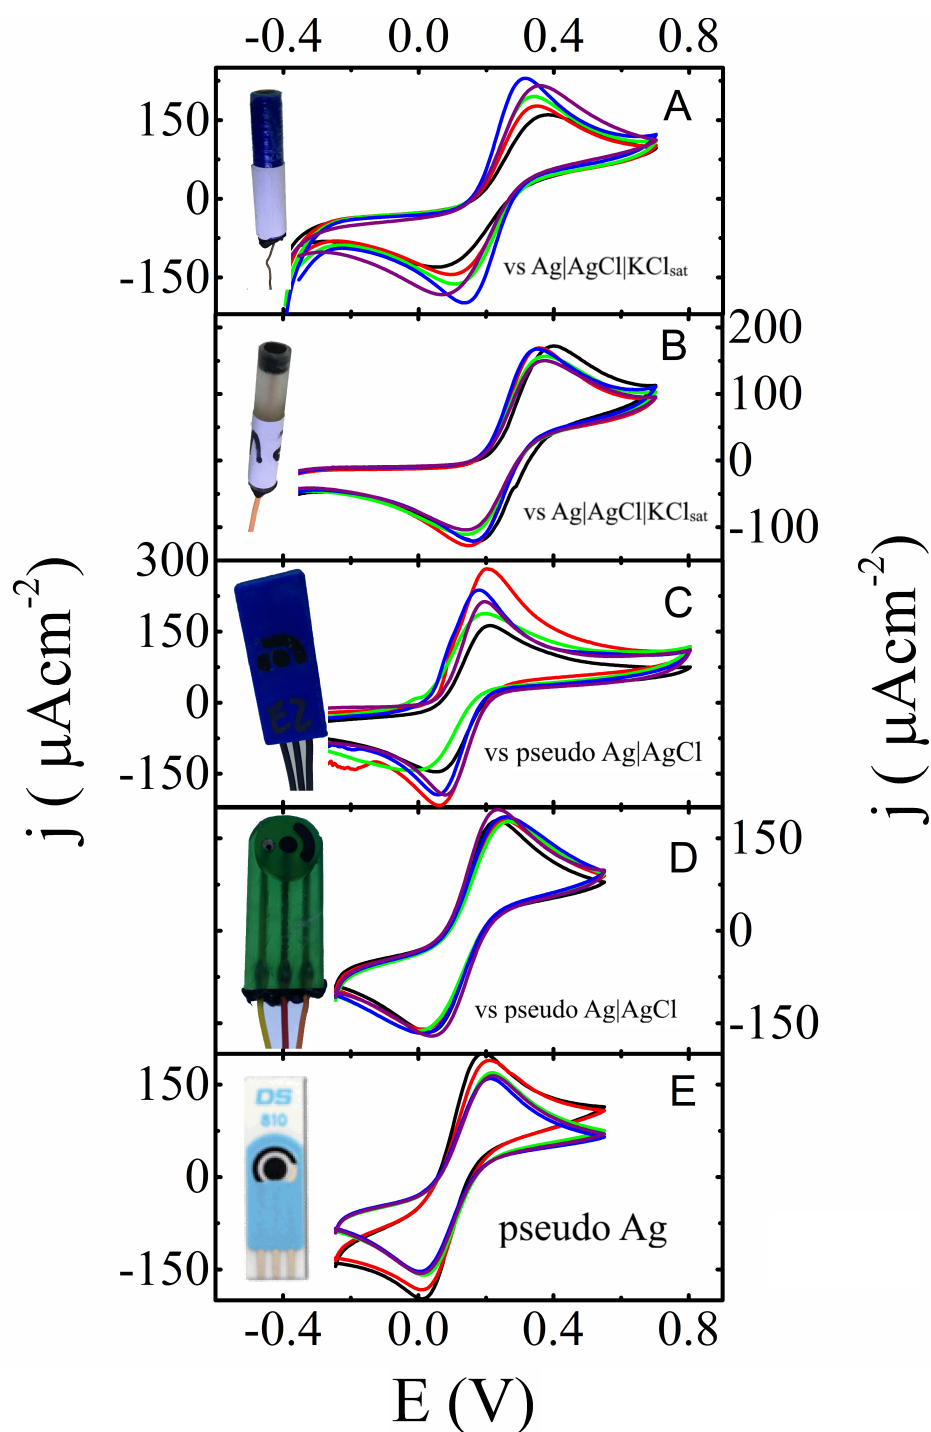 -0.4 0.0 0.4 0.8
A
150
0
-150
vs Ag|AgCl|KClsat
B
200
100
0
-100
vs Ag|AgCl|KClsat
C
300
150
0
-150
E2
vs pseudo Ag|AgCl
D
150
0
-150
vs pseudo Ag|AgCl
E
150
0
-150
DS
810
pseudo Ag
-0.4 0.0 0.4 0.8
E (V)
j ( µAcm-2)
j ( µAcm-2)